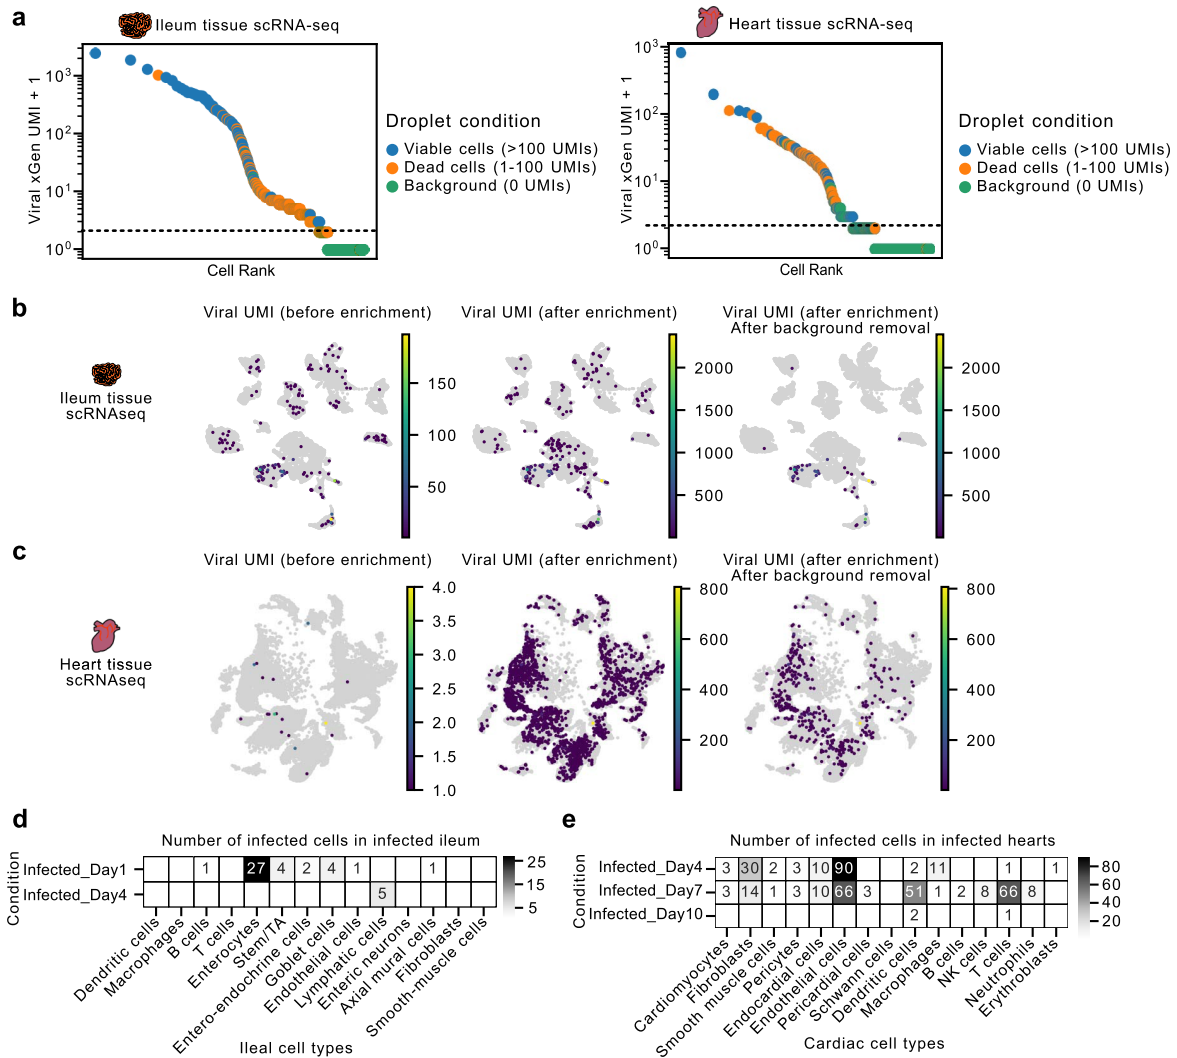 a
Ileum tissue scRNA-seq
Viral xGen UMI + 1
10³
10²
10¹
10⁰
Cell Rank
Droplet condition
Viable cells (>100 UMIs)
Dead cells (1-100 UMIs)
Background (0 UMIs)
Heart tissue scRNA-seq
Viral xGen UMI + 1
10³
10²
10¹
10⁰
Cell Rank
Droplet condition
Viable cells (>100 UMIs)
Dead cells (1-100 UMIs)
Background (0 UMIs)
b
Ileum tissue
scRNAseq
Viral UMI (before enrichment)
150
100
50
Viral UMI (after enrichment)
2000
1500
1000
500
Viral UMI (after enrichment)
After background removal
2000
1500
1000
500
c
Heart tissue
scRNAseq
Viral UMI (before enrichment)
4.0
3.5
3.0
2.5
2.0
1.5
1.0
Viral UMI (after enrichment)
800
600
400
200
Viral UMI (after enrichment)
After background removal
800
600
400
200
d
Number of infected cells in infected ileum
Condition
Infected_Day1 1 27 4 2 4 1 1
Infected_Day4 5
25
15
5
Dendritic cells
Macrophages
B cells
T cells
Enterocytes
Stem/TA
Entero-endocrine cells
Goblet cells
Endothelial cells
Lymphatic cells
Enteric neurons
Axial mural cells
Fibroblasts
Smooth-muscle cells
Ileal cell types
e
Number of infected cells in infected hearts
Condition
Infected_Day4 3 30 2 3 10 90 2 11 1 1
Infected_Day7 3 14 1 3 10 66 3 51 1 2 8 66 8
Infected_Day10 2 1
80
60
40
20
Cardiomyocytes
Fibroblasts
Smooth muscle cells
Pericytes
Endocardial cells
Endothelial cells
Pericardial cells
Schwann cells
Dendritic cells
Macrophages
B cells
NK cells
T cells
Neutrophils
Erythroblasts
Cardiac cell types